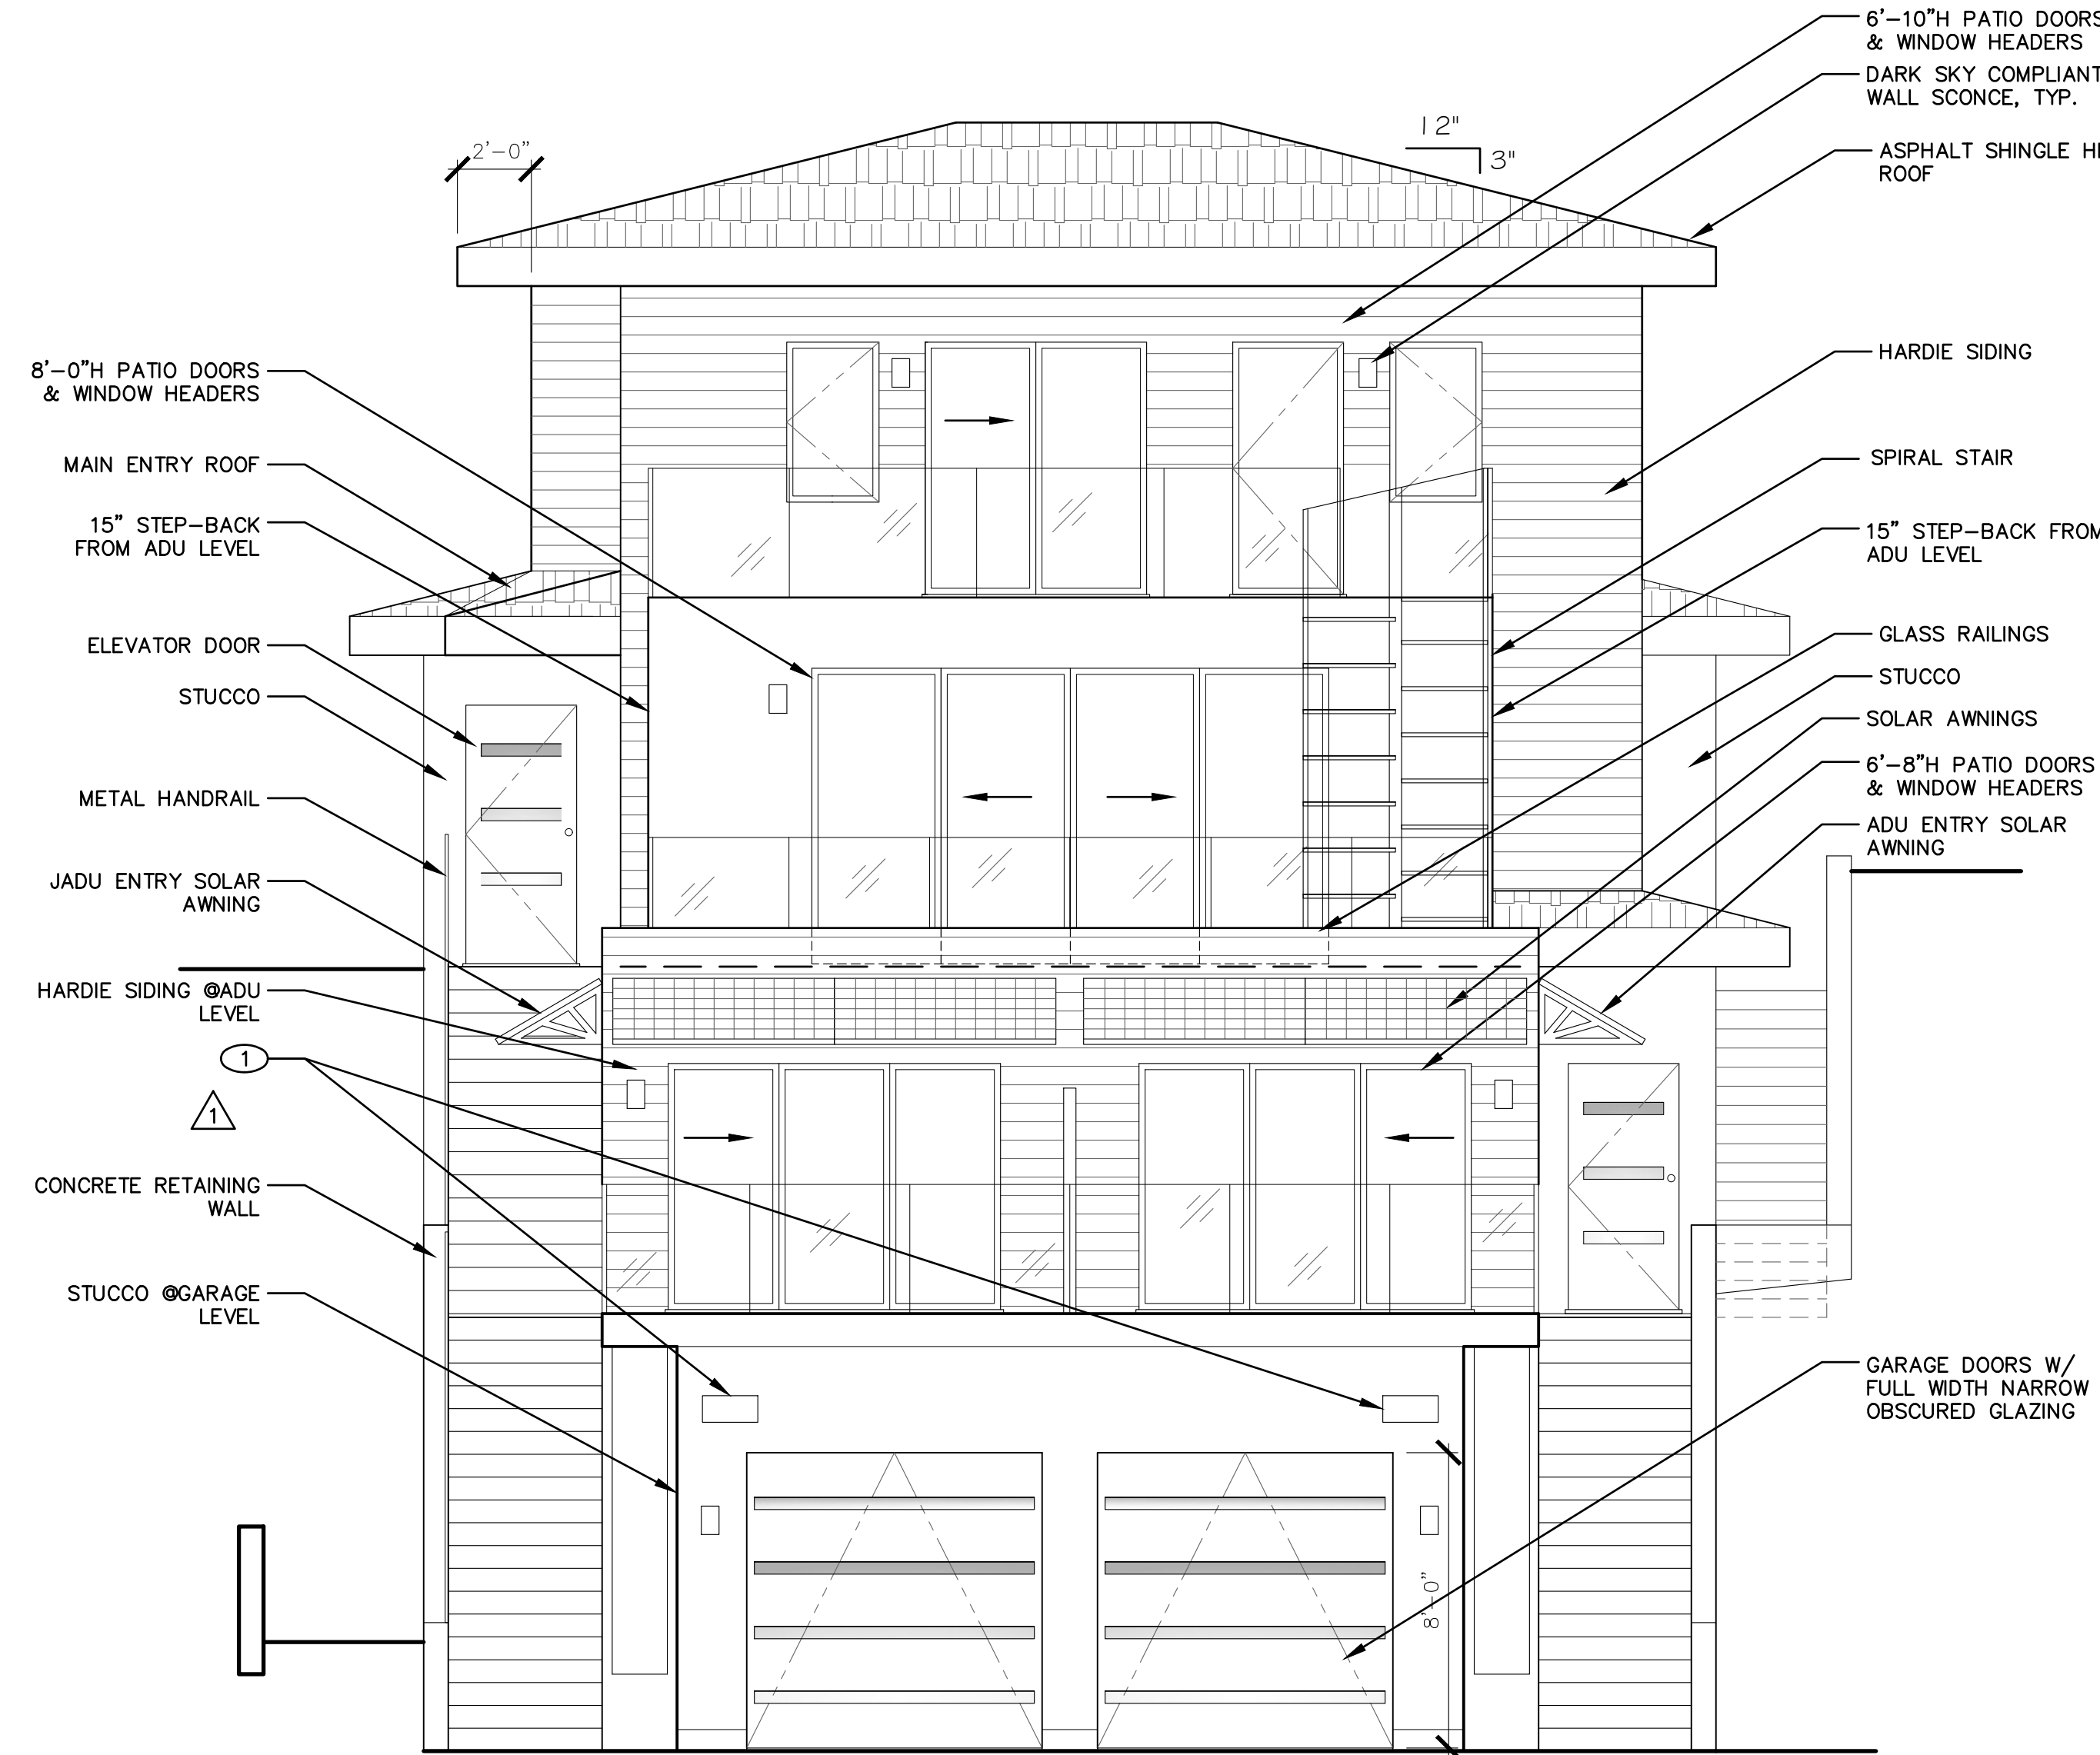 2'-0"
12"
3"
8'-0"H PATIO DOORS
& WINDOW HEADERS
MAIN ENTRY ROOF
15" STEP-BACK
FROM ADU LEVEL
ELEVATOR DOOR
STUCCO
METAL HANDRAIL
JADU ENTRY SOLAR
AWNING
HARDIE SIDING @ADU
LEVEL
1
1
CONCRETE RETAINING
WALL
STUCCO @GARAGE
LEVEL
6'-10"H PATIO DOORS
& WINDOW HEADERS
DARK SKY COMPLIANT
WALL SCONCE, TYP.
ASPHALT SHINGLE
ROOF
HARDIE SIDING
SPIRAL STAIR
15" STEP-BACK FROM
ADU LEVEL
GLASS RAILINGS
STUCCO
SOLAR AWNINGS
6'-8"H PATIO DOORS
& WINDOW HEADERS
ADU ENTRY SOLAR
AWNING
GARAGE DOORS W/
FULL WIDTH NARROW
OBSCURED GLAZING
8'-0"